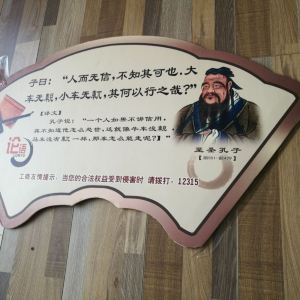 子曰：“人而无信，不知其可也。大
车无輗，小车无軏，其何以行之哉？”
【译文】
孔子说：“一个人如果不讲信用，
真不知道他怎么处世，这就像牛车没輗，
马车没有軏一样，那车怎么能走呢？”
论语
至圣孔子
工商友情提示：当您的合法权益受到侵害时 请拨打：12315